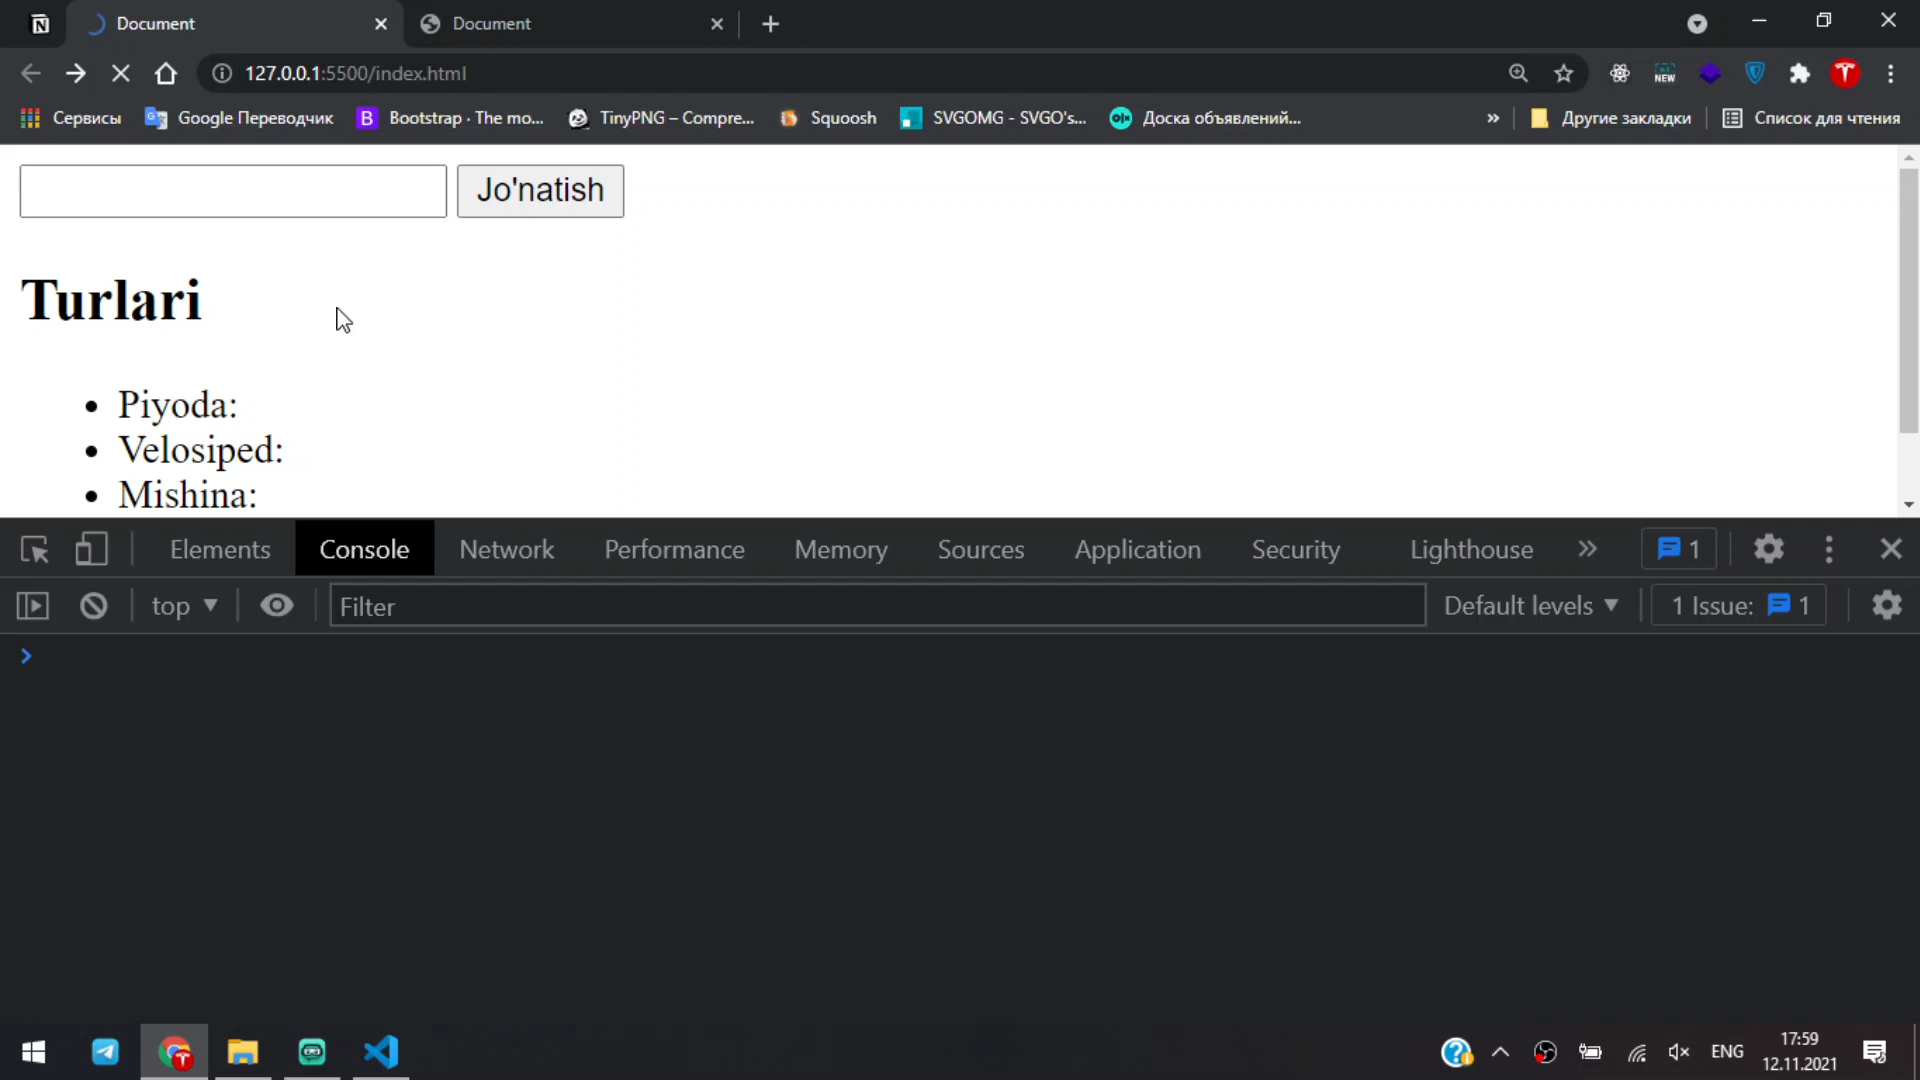 Document
Document
127.0.0.1:5500/index.html
NEW
Сервисы
Google Переводчик
Bootstrap · The mo...
TinyPNG – Compre...
Squoosh
SVGOMG - SVGO's...
Доска объявлений...
»
Другие закладки
Список для чтения
Jo'natish
Turlari
• Piyoda:
• Velosiped:
• Mishina:
Elements
Console
Network
Performance
Memory
Sources
Application
Security
Lighthouse
»
1
top
Filter
Default levels
1 Issue:
1
ENG
17:59
12.11.2021